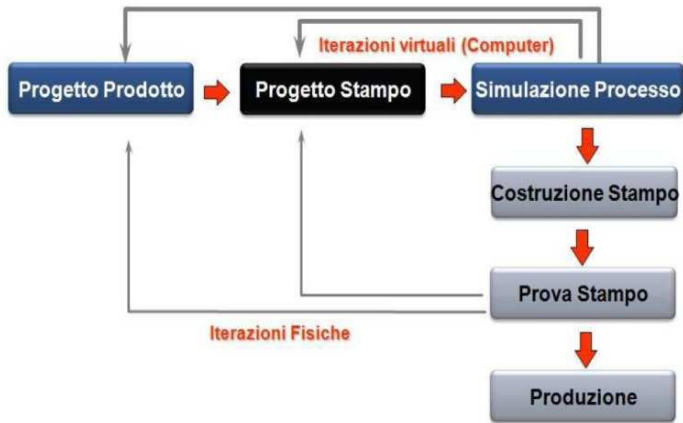 Iterazioni virtuali (Computer)
Progetto Prodotto
Progetto Stampo
Simulazione Processo
Costruzione Stampo
Prova Stampo
Iterazioni Fisiche
Produzione